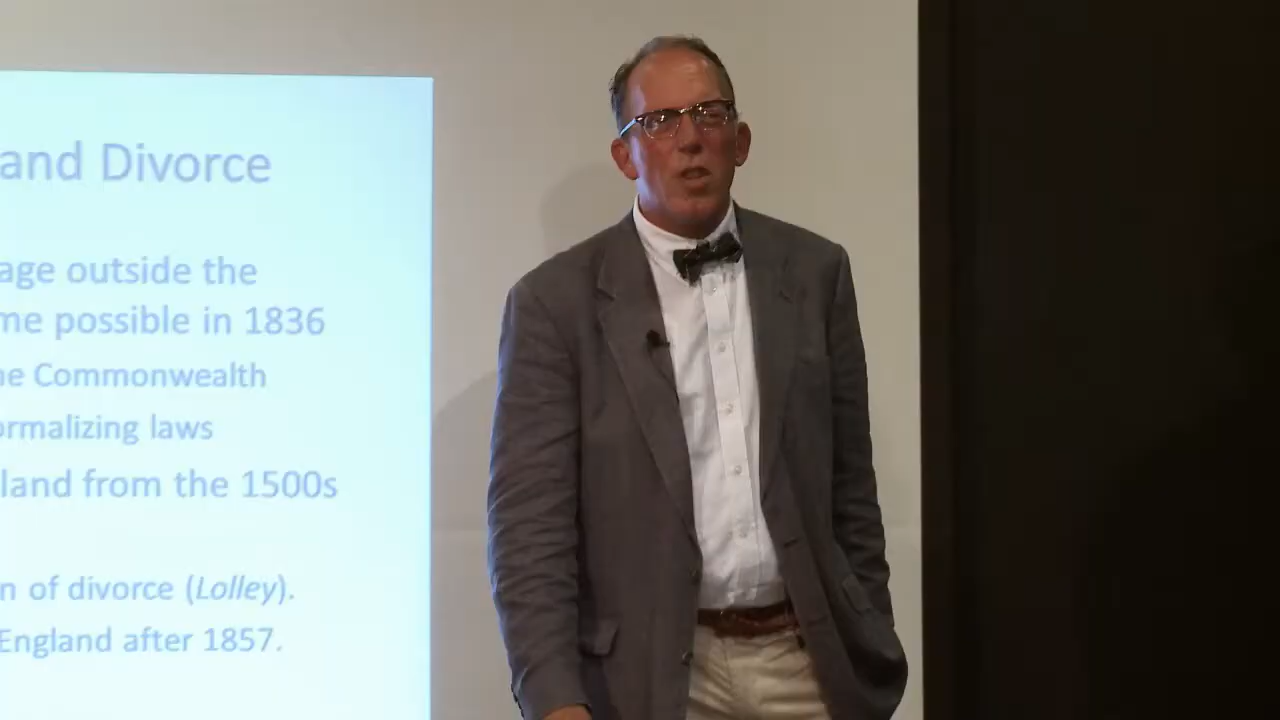 and Divorce
age outside the
me possible in 1836
he Commonwealth
ormalizing laws
land from the 1500s
n of divorce (Lolley).
England after 1857.